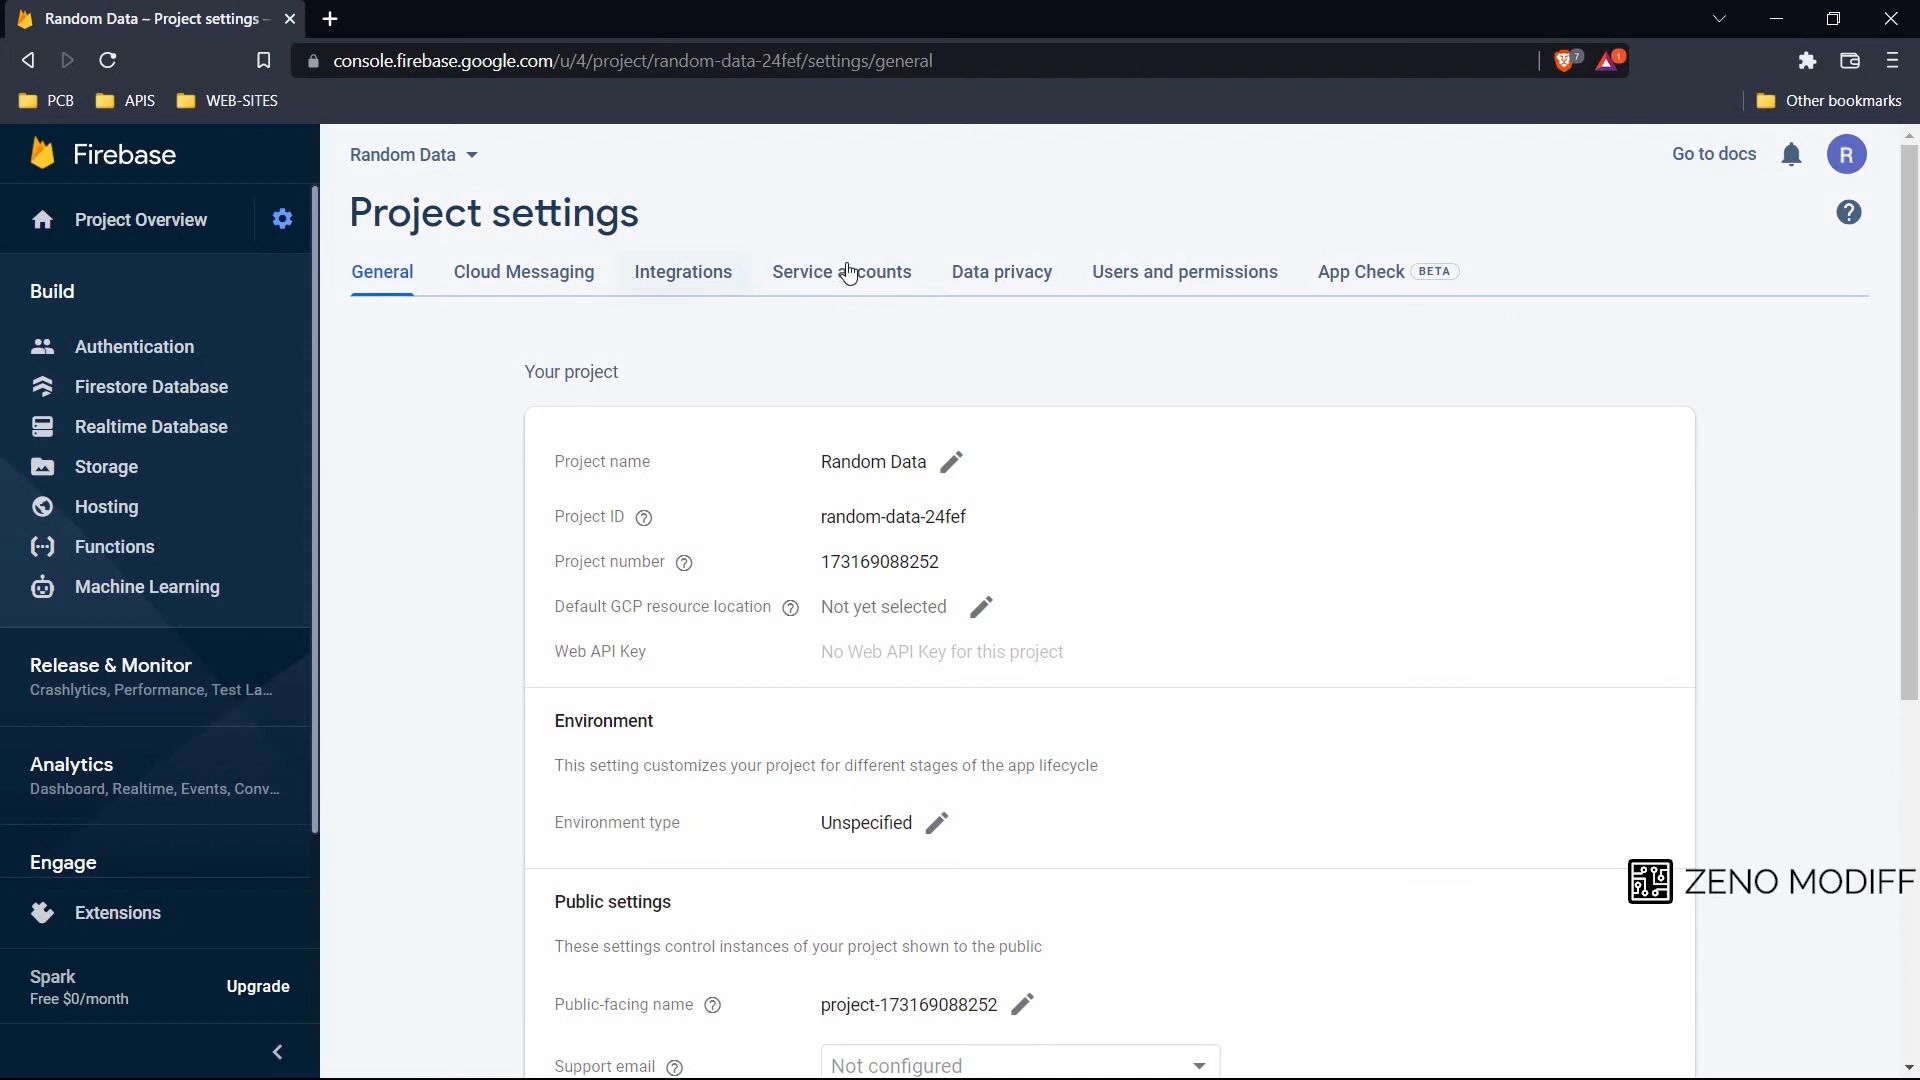 Random Data – Project settings -
console.firebase.google.com/u/4/project/random-data-24fef/settings/general
7
1
PCB
APIS
WEB-SITES
Other bookmarks
Firebase
Random Data
Go to docs
R
Project Overview
Project settings
?
General
Cloud Messaging
Integrations
Service accounts
Data privacy
Users and permissions
App Check BETA
Build
Authentication
Firestore Database
Realtime Database
Storage
Hosting
Functions
Machine Learning
Release & Monitor
Crashlytics, Performance, Test La...
Analytics
Dashboard, Realtime, Events, Conv...
Engage
Extensions
Spark
Free $0/month
Upgrade
Your project
Project name
Random Data
Project ID ?
random-data-24fef
Project number ?
173169088252
Default GCP resource location ?
Not yet selected
Web API Key
No Web API Key for this project
Environment
This setting customizes your project for different stages of the app lifecycle
Environment type
Unspecified
Public settings
These settings control instances of your project shown to the public
Public-facing name ?
project-173169088252
Support email ?
Not configured
ZENO MODIFF